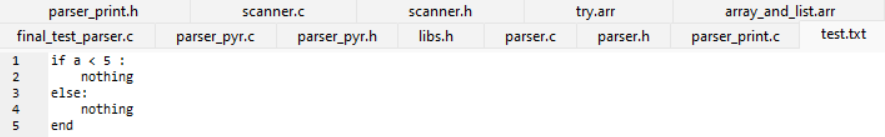 parser_print.h scanner.c scanner.h try.arr array_and_list.arr
final_test_parser.c parser_pyr.c parser_pyr.h libs.h parser.c parser.h parser_print.c test.txt
1 if a < 5 :
2     nothing
3 else:
4     nothing
5 end